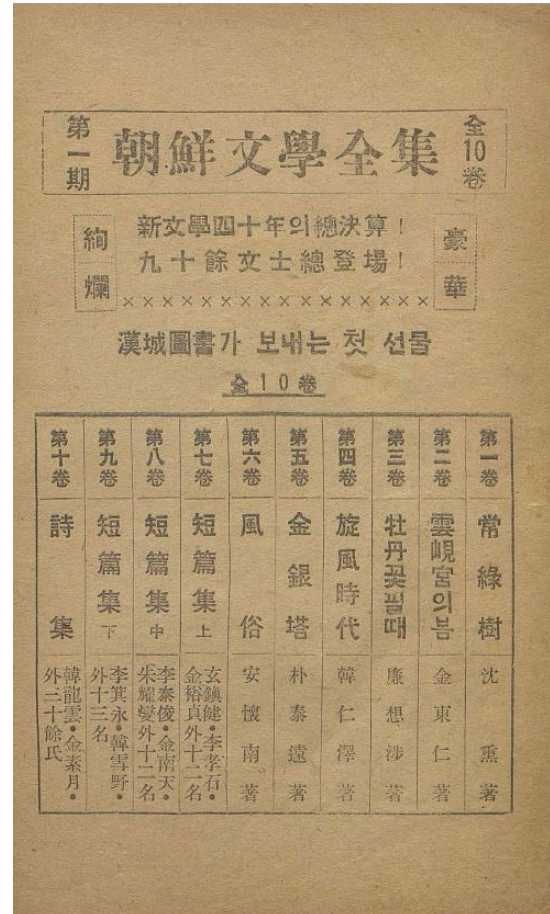 第一期
朝鮮文學全集
全10卷
絢爛
新文學四十年의總決算!
九十餘文士總登場!
豪華
××××××××××××××××
漢城圖書가 보내는 첫 선물
全10卷
第一卷 常綠樹 沈熏著
第二卷 雲峴宮의봄 金東仁著
第三卷 牡丹꽃필때 廉想涉著
第四卷 旋風時代 韓仁澤著
第五卷 金銀塔 朴泰遠著
第六卷 風俗 安懷南著
第七卷 短篇集上 玄鎭健•李孝石•
金裕貞外十二名
第八卷 短篇集中 李泰俊•金南天•
朱耀燮外十二名
第九卷 短篇集下 李箕永•韓雪野•
外十三名
第十卷 詩集 韓龍雲•金素月•
外三十餘氏